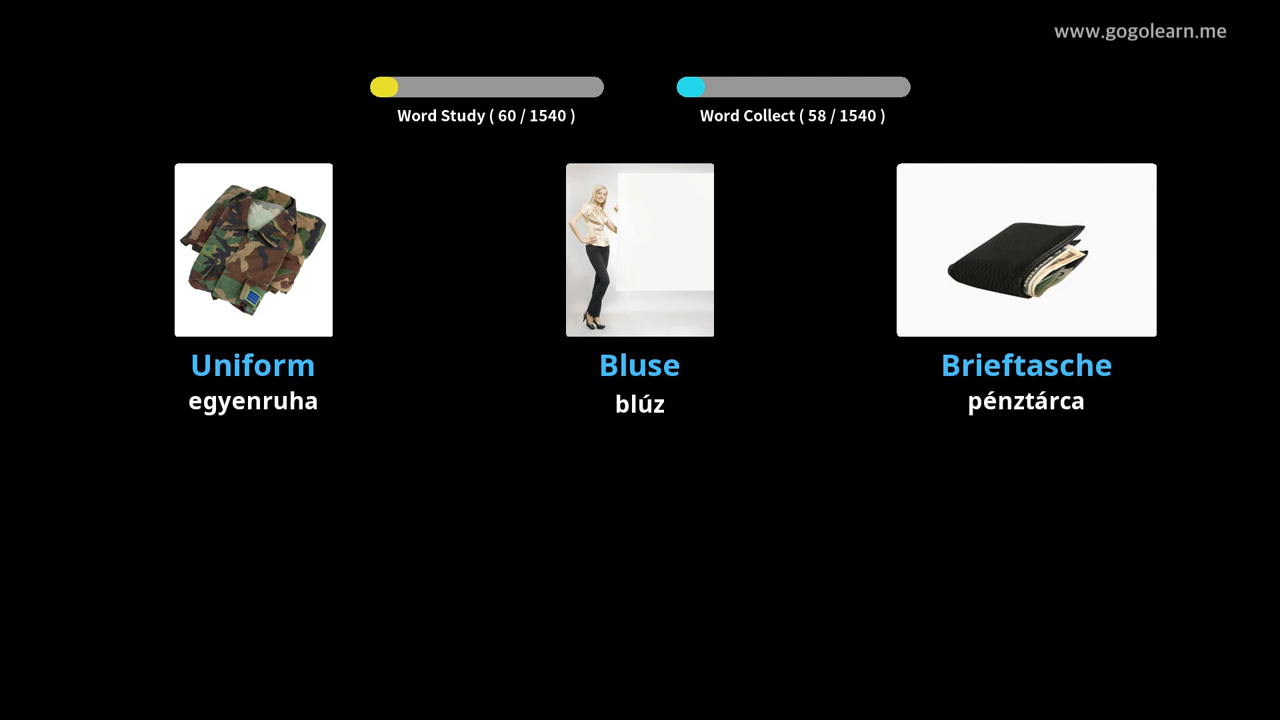 www.gogolearn.me
Word Study ( 60 / 1540 )
Word Collect ( 58 / 1540 )
Uniform
egyenruha
Bluse
blúz
Brieftasche
pénztárca